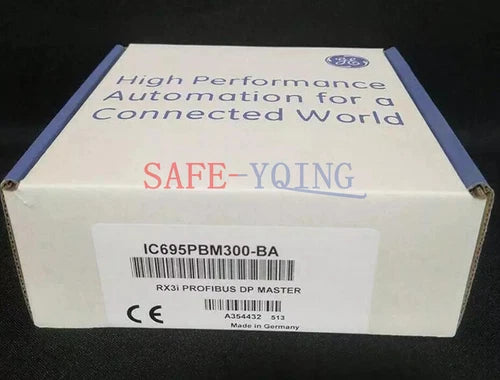 GE
High Performance
Automation for a
Connected World
SAFE-YQING
IC695PBM300-BA
RX3i PROFIBUS DP MASTER
A354432 513
Made in Germany
CE